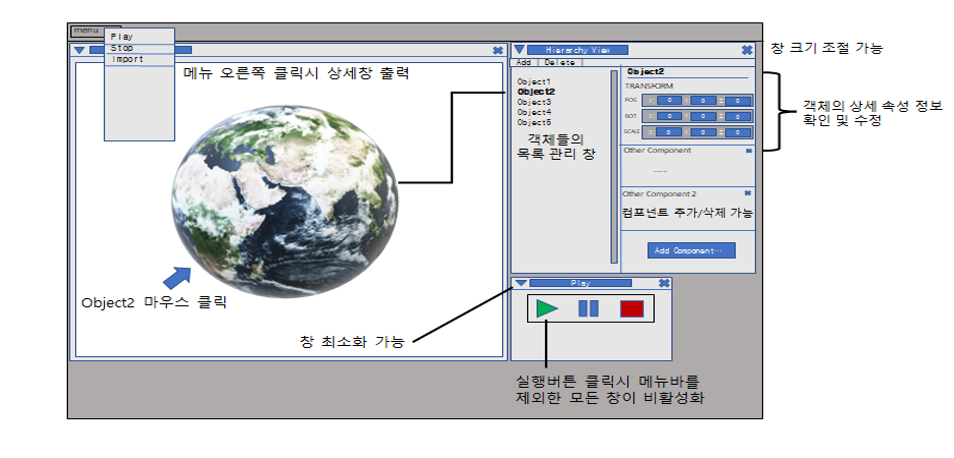 menu
Play
Stop
Import
메뉴 오른쪽 클릭시 상세창 출력
Object2 마우스 클릭
창 최소화 가능
Hierarchy View
Add | Delete |
Object1
Object2
Object3
Object4
Object5
객체들의
목록 관리 창
Object2
TRANSFORM
POS X 0 Y 0 Z 0
ROT X 0 Y 0 Z 0
SCALE X 0 Y 0 Z 0
Other Component
......
Other Component 2
컴포넌트 추가/삭제 가능
Add Component…
Play
실행버튼 클릭시 메뉴바를
제외한 모든 창이 비활성화
창 크기 조절 가능
객체의 상세 속성 정보
확인 및 수정